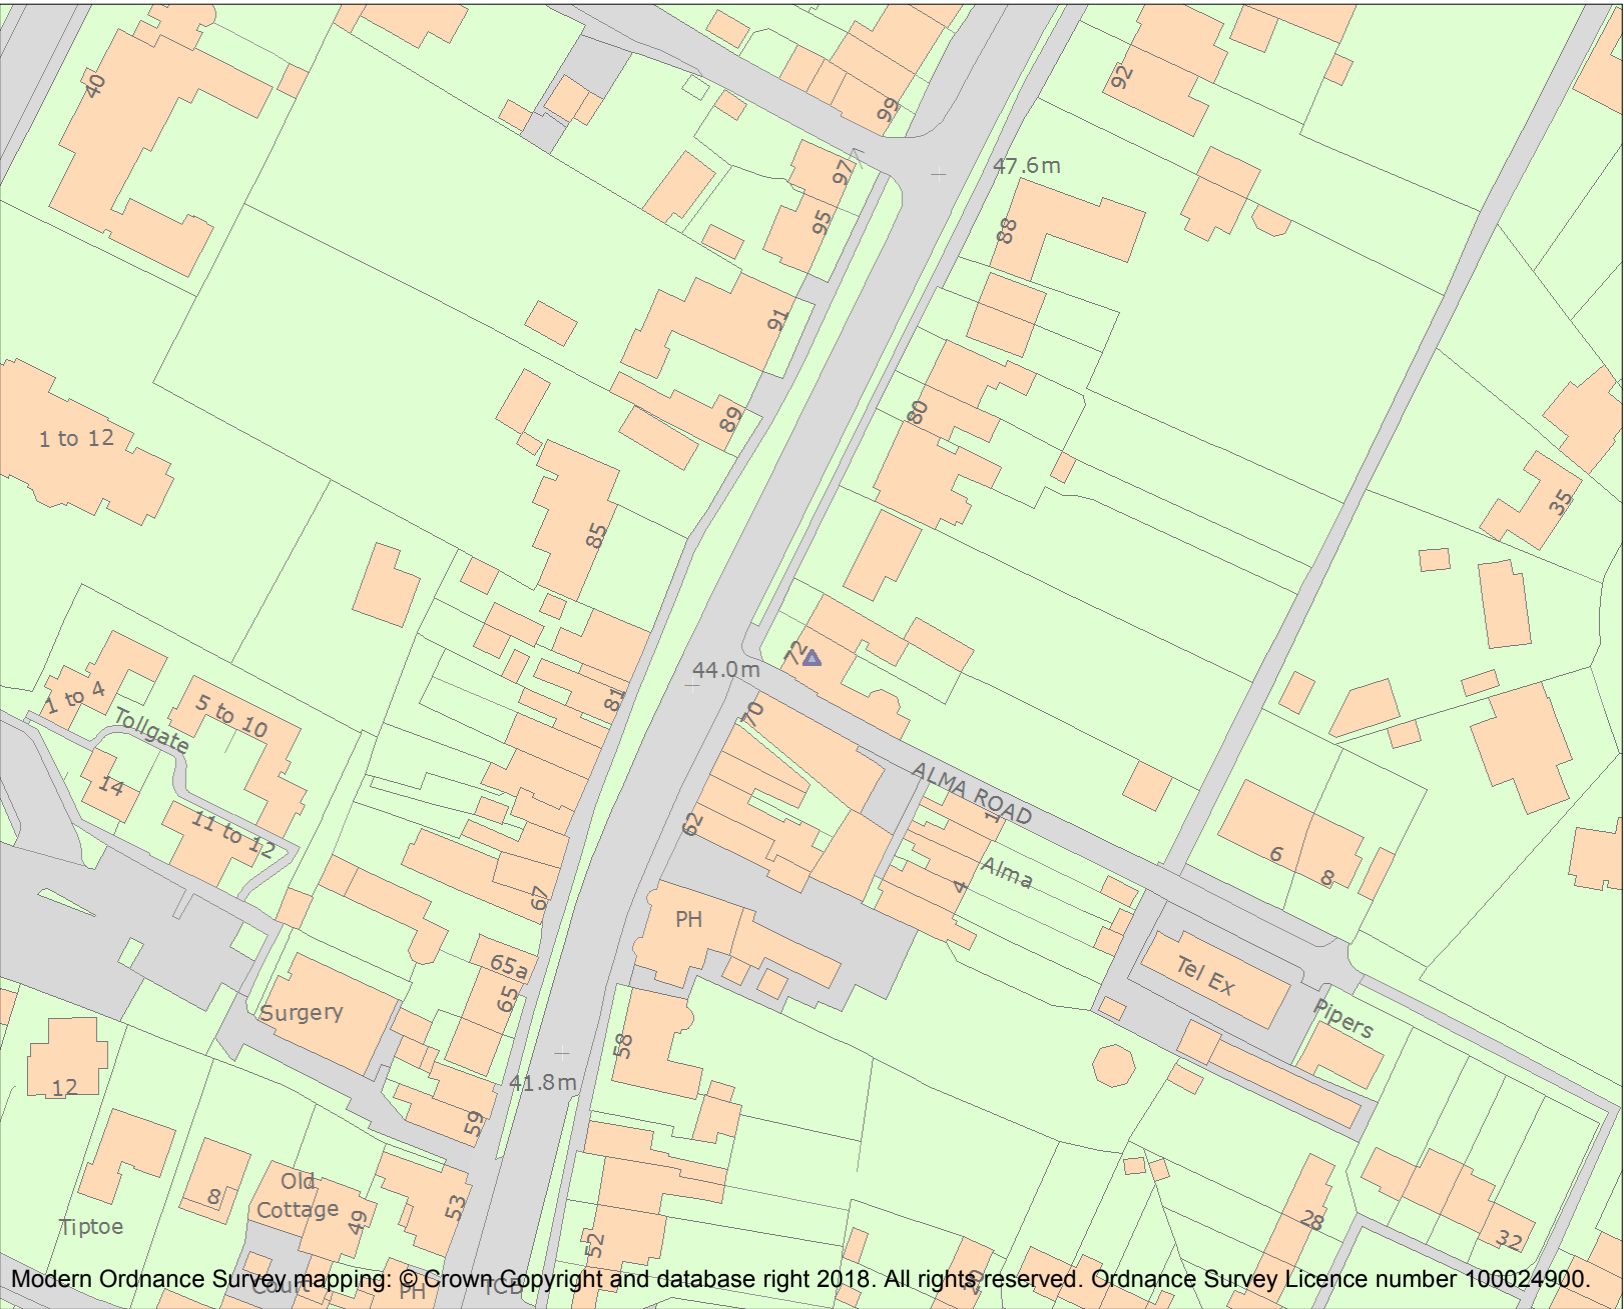 40
92
99
47.6m
97
95
88
91
1 to 12
89
80
35
85
72
44.0m
1 to 4
5 to 10
81
70
Tollgate
14
11 to 12
62
ALMA ROAD
1
Alma
4
6
8
67
PH
65a
65
Tel Ex
Pipers
Surgery
58
41.8m
12
59
8
Old
Cottage
49
53
Tiptoe
52
28
32
Court
PH
TCB
Modern Ordnance Survey mapping: © Crown Copyright and database right 2018. All rights reserved. Ordnance Survey Licence number 100024900.